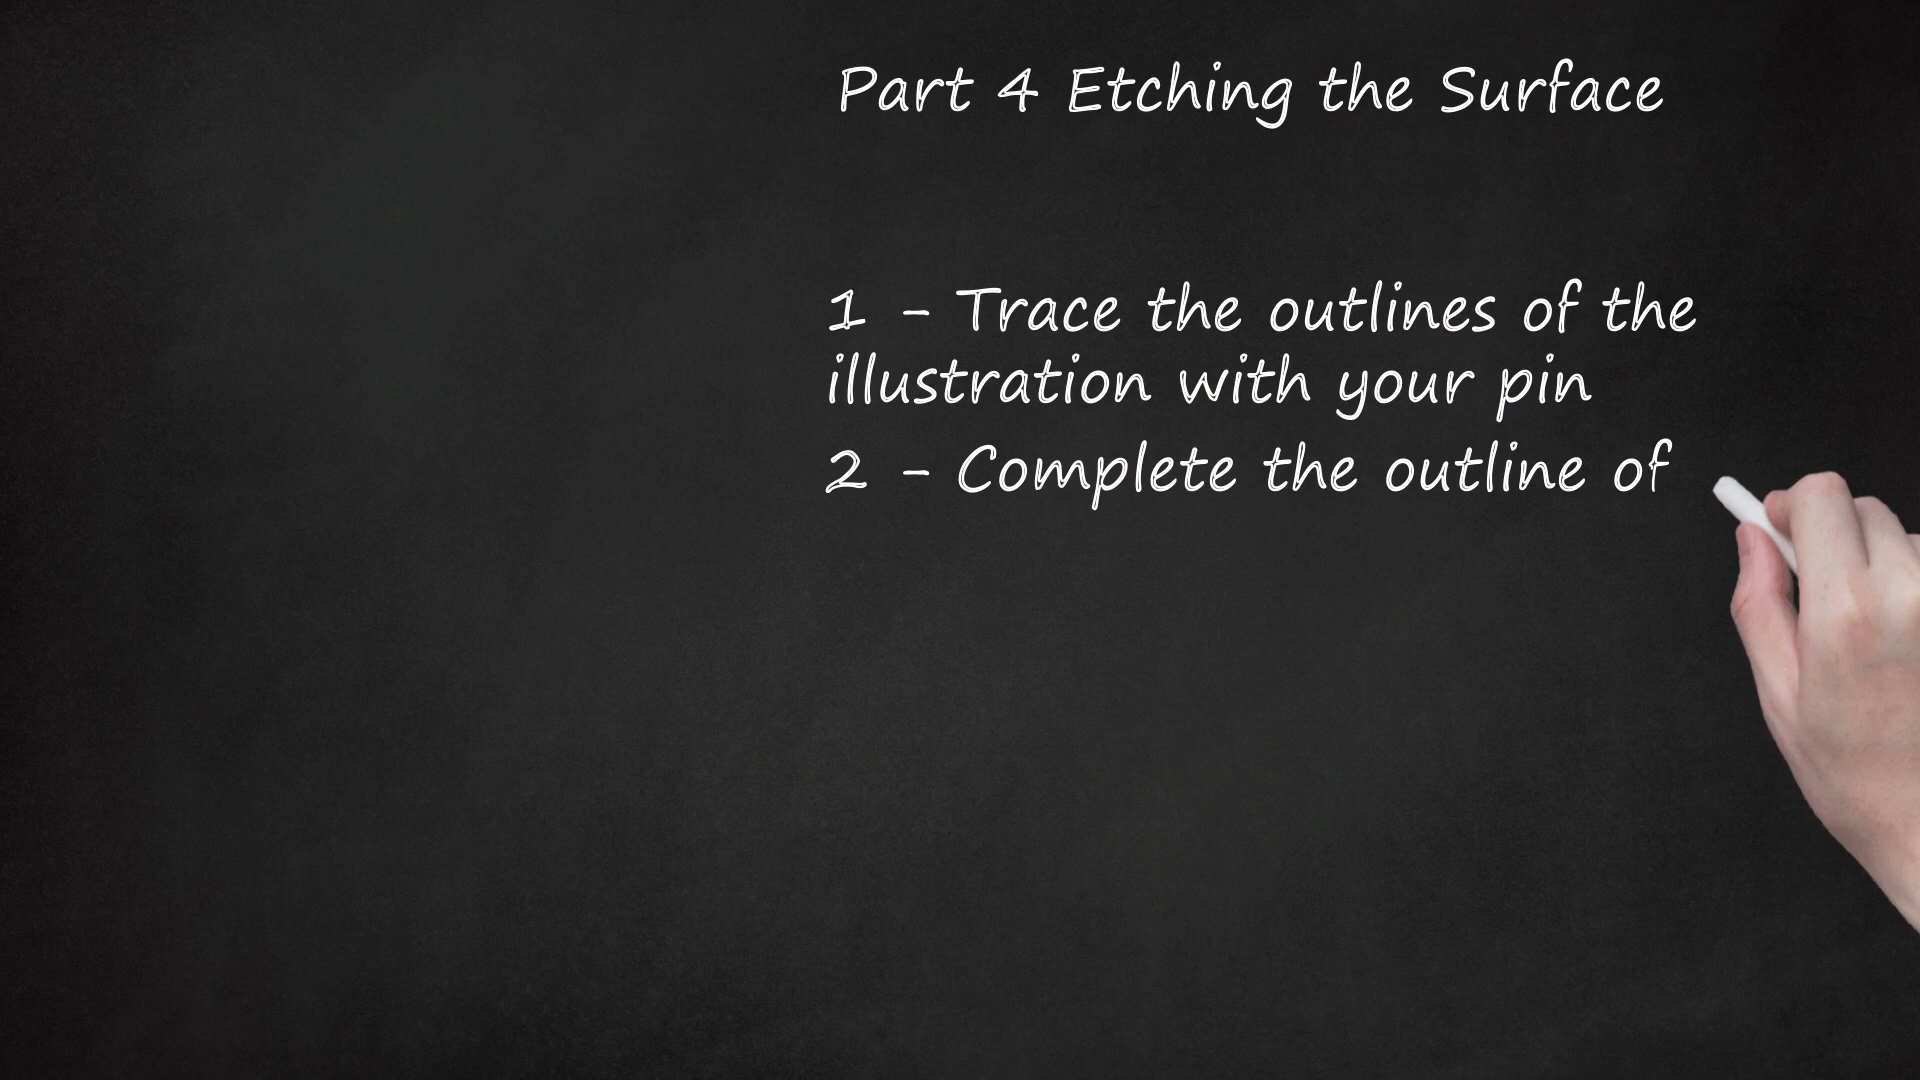 Part 4 Etching the Surface
1 - Trace the outlines of the
illustration with your pin
2 - Complete the outline of